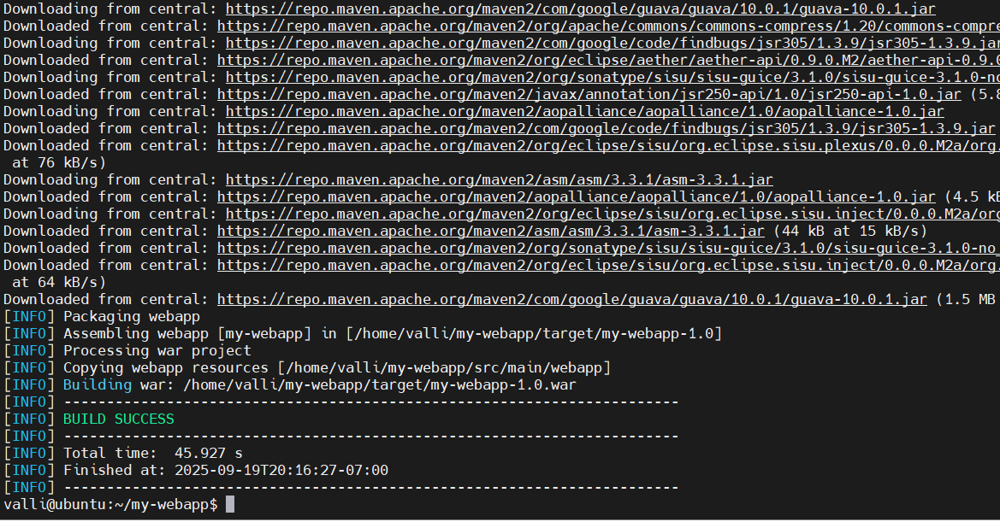 Downloading from central: https://repo.maven.apache.org/maven2/com/google/guava/guava/10.0.1/guava-10.0.1.jar
Downloaded from central: https://repo.maven.apache.org/maven2/org/apache/commons/commons-compress/1.20/commons-compre
Downloading from central: https://repo.maven.apache.org/maven2/com/google/code/findbugs/jsr305/1.3.9/jsr305-1.3.9.jar
Downloaded from central: https://repo.maven.apache.org/maven2/org/eclipse/aether/aether-api/0.9.0.M2/aether-api-0.9.0
Downloading from central: https://repo.maven.apache.org/maven2/org/sonatype/sisu/sisu-guice/3.1.0/sisu-guice-3.1.0-no
Downloaded from central: https://repo.maven.apache.org/maven2/javax/annotation/jsr250-api/1.0/jsr250-api-1.0.jar (5.8
Downloading from central: https://repo.maven.apache.org/maven2/aopalliance/aopalliance/1.0/aopalliance-1.0.jar
Downloaded from central: https://repo.maven.apache.org/maven2/com/google/code/findbugs/jsr305/1.3.9/jsr305-1.3.9.jar
Downloaded from central: https://repo.maven.apache.org/maven2/org/eclipse/sisu/org.eclipse.sisu.plexus/0.0.0.M2a/org.
at 76 kB/s)
Downloading from central: https://repo.maven.apache.org/maven2/asm/asm/3.3.1/asm-3.3.1.jar
Downloaded from central: https://repo.maven.apache.org/maven2/aopalliance/aopalliance/1.0/aopalliance-1.0.jar (4.5 kB
Downloading from central: https://repo.maven.apache.org/maven2/org/eclipse/sisu/org.eclipse.sisu.inject/0.0.0.M2a/org
Downloaded from central: https://repo.maven.apache.org/maven2/asm/asm/3.3.1/asm-3.3.1.jar (44 kB at 15 kB/s)
Downloaded from central: https://repo.maven.apache.org/maven2/org/sonatype/sisu/sisu-guice/3.1.0/sisu-guice-3.1.0-no_
Downloaded from central: https://repo.maven.apache.org/maven2/org/eclipse/sisu/org.eclipse.sisu.inject/0.0.0.M2a/org.
at 64 kB/s)
Downloaded from central: https://repo.maven.apache.org/maven2/com/google/guava/guava/10.0.1/guava-10.0.1.jar (1.5 MB
[INFO] Packaging webapp
[INFO] Assembling webapp [my-webapp] in [/home/valli/my-webapp/target/my-webapp-1.0]
[INFO] Processing war project
[INFO] Copying webapp resources [/home/valli/my-webapp/src/main/webapp]
[INFO] Building war: /home/valli/my-webapp/target/my-webapp-1.0.war
[INFO] ------------------------------------------------------------------------
[INFO] BUILD SUCCESS
[INFO] ------------------------------------------------------------------------
[INFO] Total time:  45.927 s
[INFO] Finished at: 2025-09-19T20:16:27-07:00
[INFO] ------------------------------------------------------------------------
valli@ubuntu:~/my-webapp$